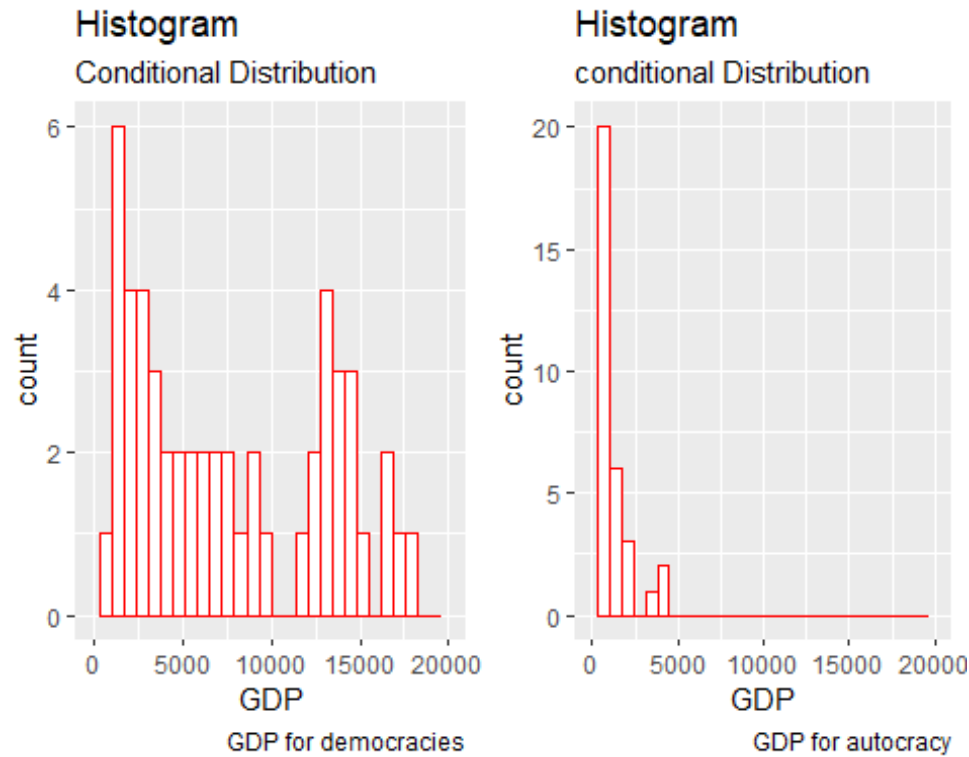 Histogram
Conditional Distribution
6
4
2
0
count
0 5000 10000 15000 20000
GDP
GDP for democracies
Histogram
conditional Distribution
20
15
10
5
0
count
0 5000 10000 15000 20000
GDP
GDP for autocracy